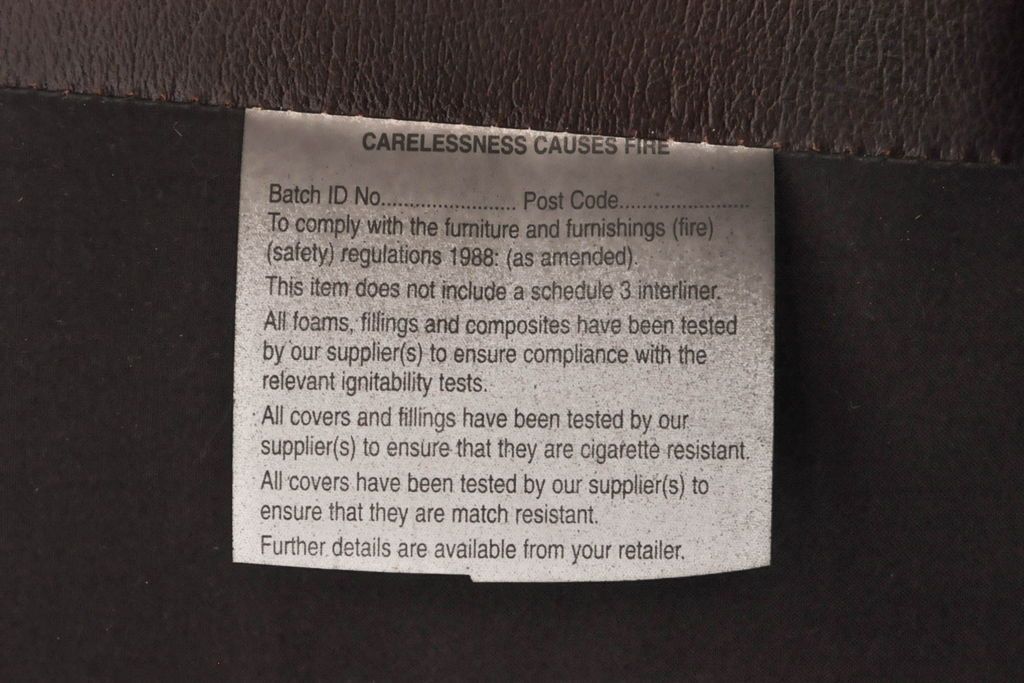 CARELESSNESS CAUSES FIRE
Batch ID No........................ Post Code.......................
To comply with the furniture and furnishings (fire)
(safety) regulations 1988: (as amended).
This item does not include a schedule 3 interliner.
All foams, fillings and composites have been tested
by our supplier(s) to ensure compliance with the
relevant ignitability tests.
All covers and fillings have been tested by our
supplier(s) to ensure that they are cigarette resistant.
All covers have been tested by our supplier(s) to
ensure that they are match resistant.
Further details are available from your retailer.